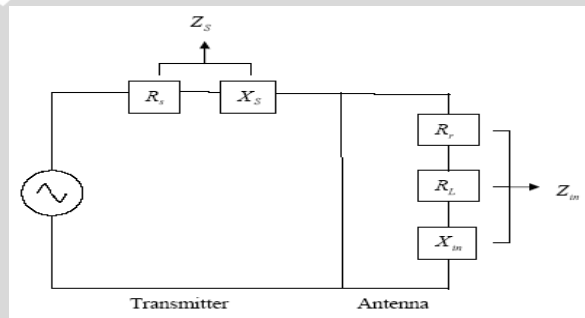 Z_S
R_s
X_S
R_r
R_L
Z_in
X_in
Transmitter
Antenna